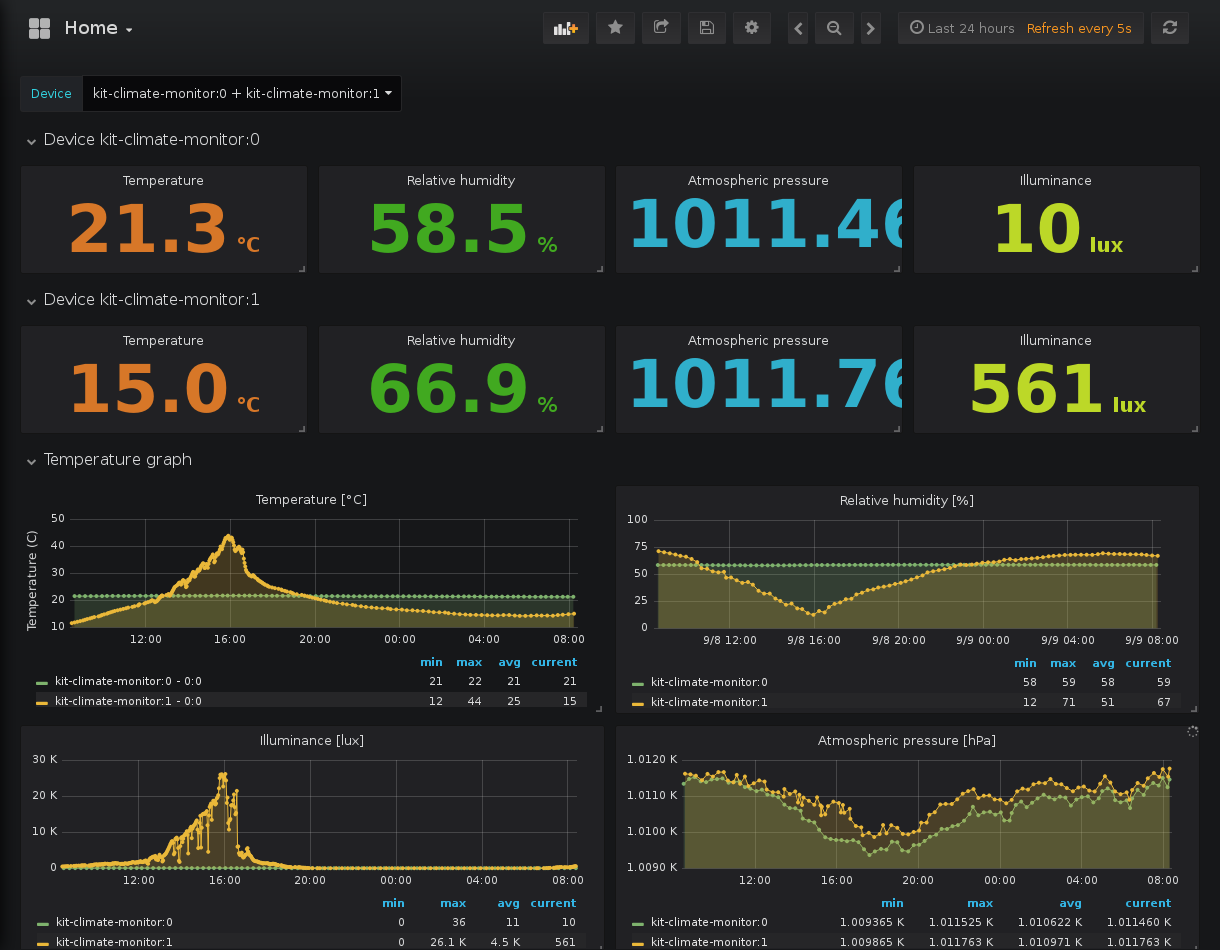 Home
Last 24 hours Refresh every 5s
Device kit-climate-monitor:0 + kit-climate-monitor:1
Device kit-climate-monitor:0
Temperature Relative humidity Atmospheric pressure Illuminance
21.3 °C 58.5 % 1011.46 10 lux
Device kit-climate-monitor:1
Temperature Relative humidity Atmospheric pressure Illuminance
15.0 °C 66.9 % 1011.76 561 lux
Temperature graph
Temperature [°C]
Temperature (C)
50
40
30
20
10
12:00 16:00 20:00 00:00 04:00 08:00
min max avg current
kit-climate-monitor:0 - 0:0 21 22 21 21
kit-climate-monitor:1 - 0:0 12 44 25 15
Relative humidity [%]
100
75
50
25
0
9/8 12:00 9/8 16:00 9/8 20:00 9/9 00:00 9/9 04:00 9/9 08:00
min max avg current
kit-climate-monitor:0 58 59 58 59
kit-climate-monitor:1 12 71 51 67
Illuminance [lux]
30 K
20 K
10 K
0
12:00 16:00 20:00 00:00 04:00 08:00
min max avg current
kit-climate-monitor:0 0 36 11 10
kit-climate-monitor:1 0 26.1 K 4.5 K 561
Atmospheric pressure [hPa]
1.0120 K
1.0110 K
1.0100 K
1.0090 K
12:00 16:00 20:00 00:00 04:00 08:00
min max avg current
kit-climate-monitor:0 1.009365 K 1.011525 K 1.010622 K 1.011460 K
kit-climate-monitor:1 1.009865 K 1.011763 K 1.010971 K 1.011763 K